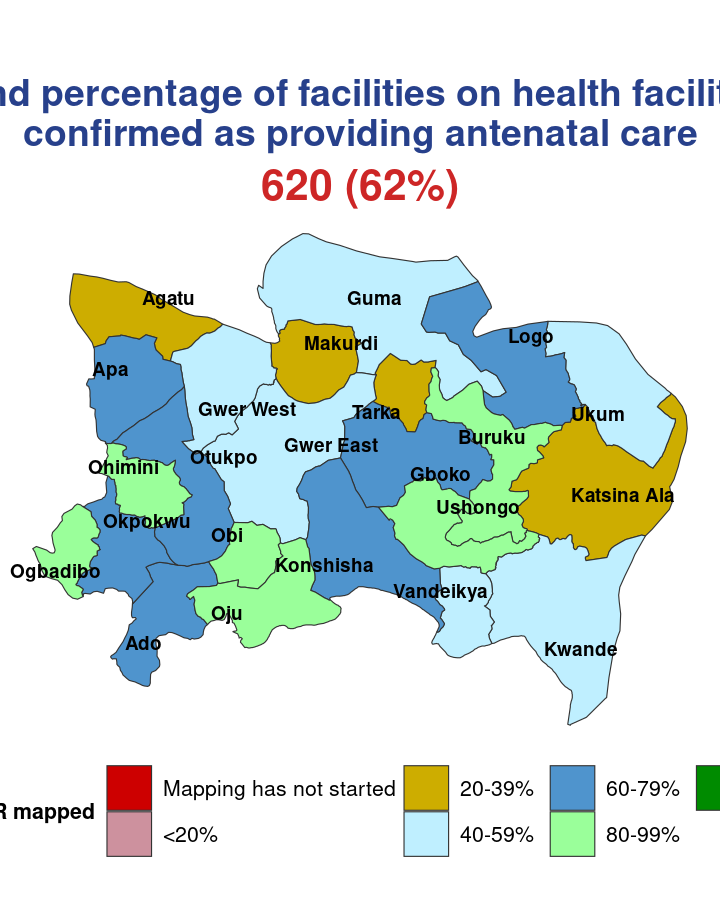 percentage of facilities on health
confirmed as providing antenatal care
620 (62%)
Agatu
Guma
Logo
Makurdi
Apa
Gwer West
Tarka
Ukum
Gwer East
Buruku
Otukpo
Ohimini
Gboko
Katsina Ala
Ushongo
Okpokwu
Obi
Ogbadibo
Konshisha
Vandeikya
Oju
Ado
Kwande
Mapping has not started
20-39%
60-79%
mapped
<20%
40-59%
80-99%